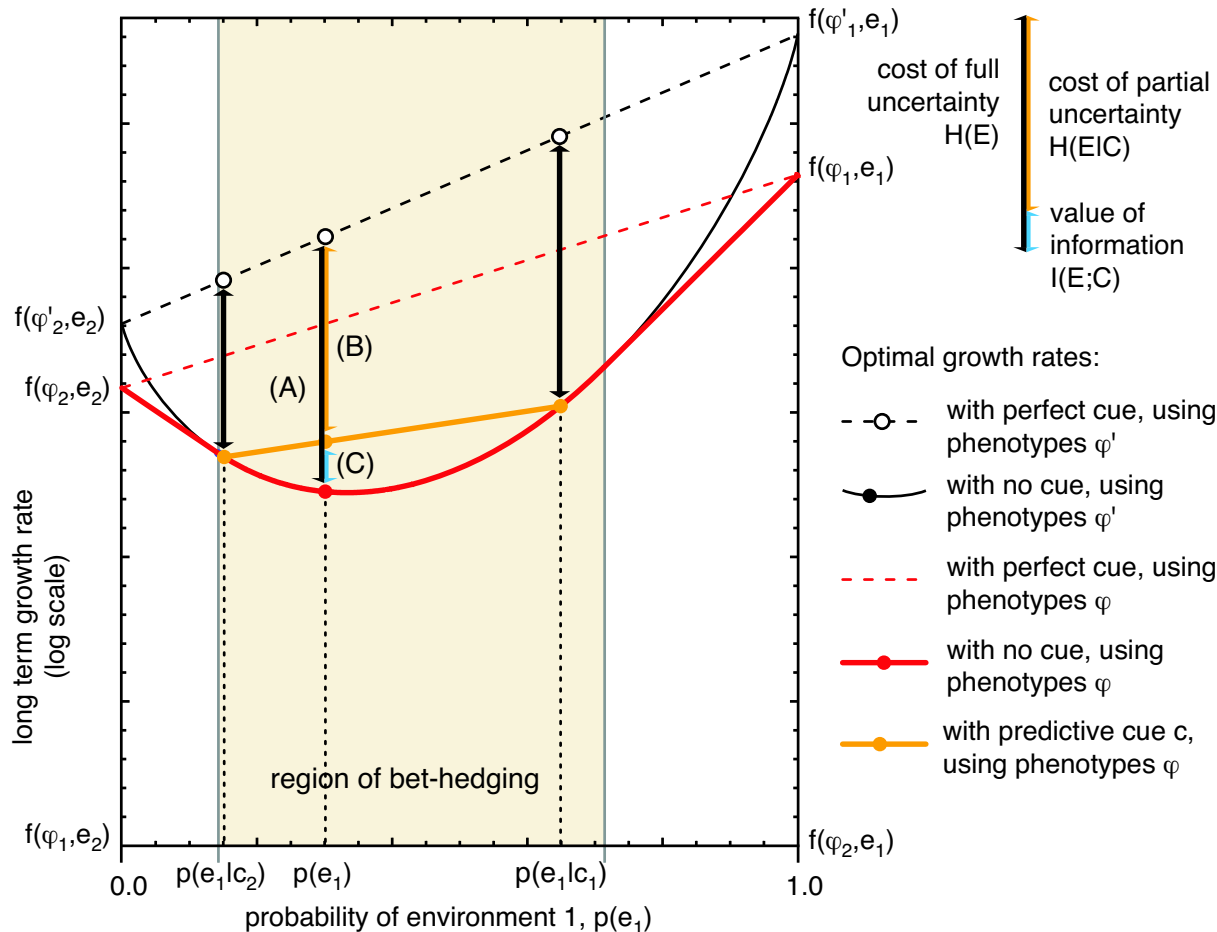 f(φ'₁,e₁)
cost of full
uncertainty
H(E)
cost of partial
uncertainty
H(E|C)
f(φ₁,e₁)
value of
information
I(E;C)
f(φ'₂,e₂)
f(φ₂,e₂)
(A)
(B)
(C)
Optimal growth rates:
with perfect cue, using
phenotypes φ'
with no cue, using
phenotypes φ'
with perfect cue, using
phenotypes φ
with no cue, using
phenotypes φ
with predictive cue c,
using phenotypes φ
long term growth rate
(log scale)
region of bet-hedging
f(φ₁,e₂)
f(φ₂,e₁)
0.0
p(e₁|c₂)
p(e₁)
p(e₁|c₁)
1.0
probability of environment 1, p(e₁)